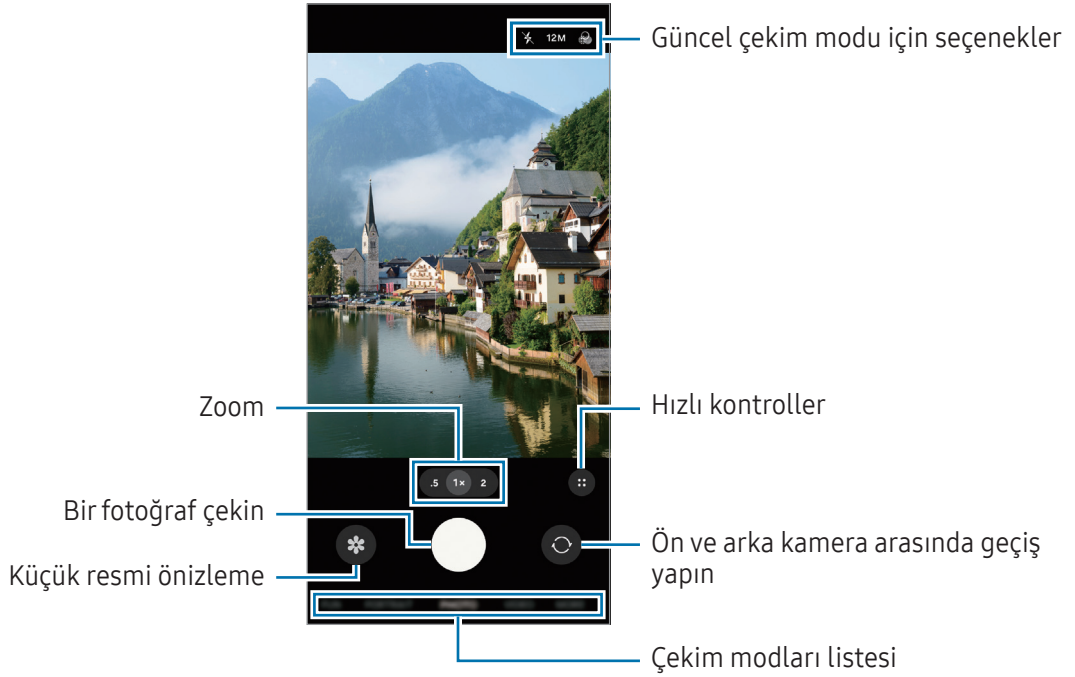 12M
Güncel çekim modu için seçenekler
Zoom
Hızlı kontroller
.5 1× 2
Bir fotoğraf çekin
Ön ve arka kamera arasında geçiş
yapın
Küçük resmi önizleme
Çekim modları listesi